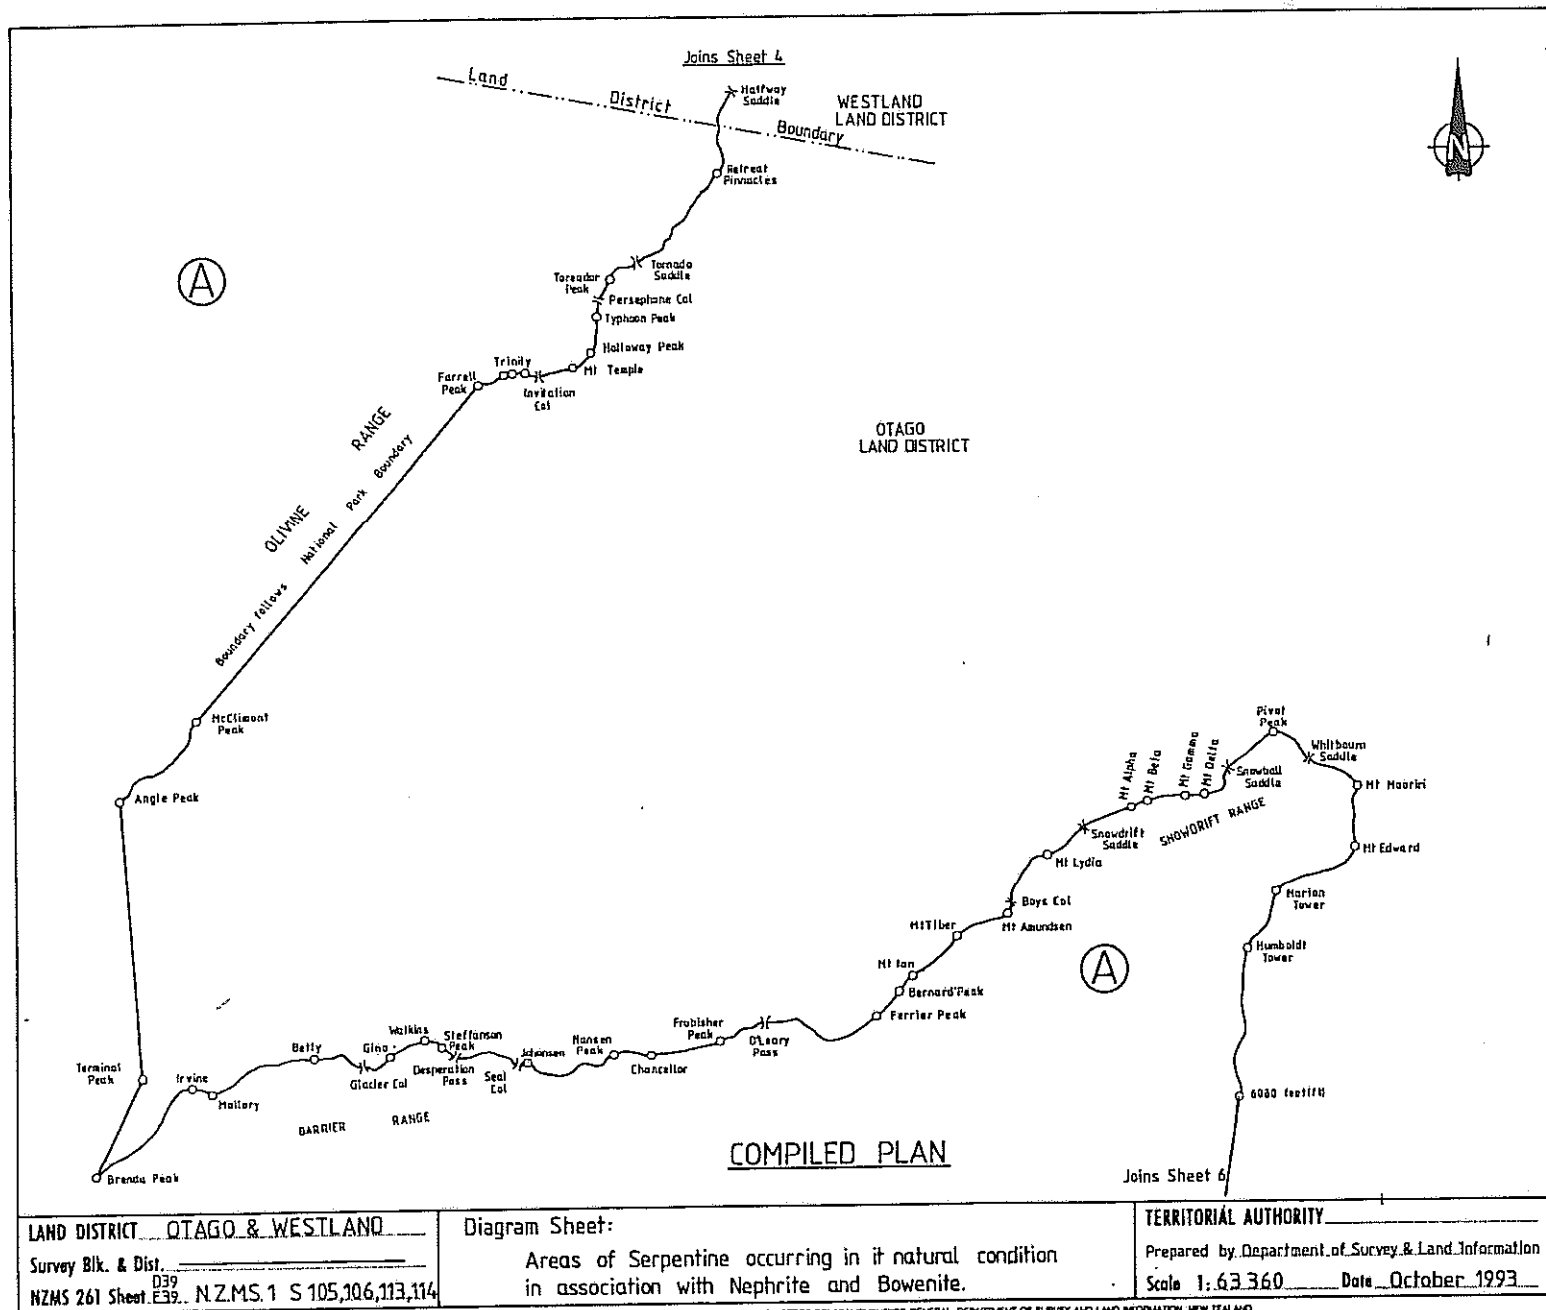 Joins Sheet 4
Land District Boundary
Halfway
Saddle
WESTLAND
LAND DISTRICT
N
Retreat
Pinnacles
A
Tornado
Saddle
Toreador
Peak
Persephone Col
Typhoon Peak
Holloway Peak
Mt Temple
Trinity
Invitation
Col
Farrell
Peak
OLIVINE RANGE
Boundary follows National Park Boundary
OTAGO
LAND DISTRICT
McClimont
Peak
Angle Peak
Pivot
Peak
Whitbourn
Saddle
Mt Maoriri
Mt Edward
Marion
Tower
Humboldt
Tower
6080 feet
Mt Alpha
Mt Beta
Mt Gamma
Mt Delta
Snowball
Saddle
SNOWDRIFT RANGE
Snowdrift
Saddle
Mt Lydia
Boys Col
Mt Amundsen
Mt Tiber
Mt Ian
Bernard Peak
Ferrier Peak
A
O'Leary
Pass
Frobisher
Peak
Chancellor
Nansen
Peak
Johansen
Seal
Col
Steffanson
Peak
Desperation
Pass
Watkins
Gino
Glacier Col
Betty
Irvine
Mallory
Terminal
Peak
Brenda Peak
BARRIER RANGE
COMPILED PLAN
Joins Sheet 6
LAND DISTRICT OTAGO & WESTLAND
Survey Blk. & Dist.
NZMS 261 Sheet D39 E39 N.Z.M.S. 1 S 105,106,113,114
Diagram Sheet:
Areas of Serpentine occurring in it natural condition
in association with Nephrite and Bowenite.
TERRITORIAL AUTHORITY
Prepared by Department of Survey & Land Information
Scale 1: 63 360 Date October 1993